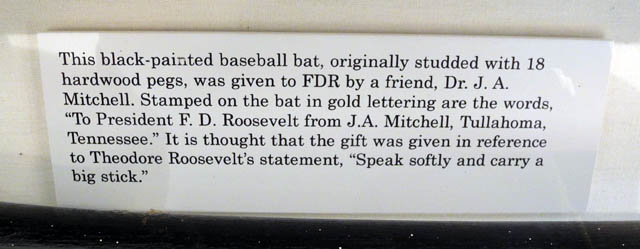 This black-painted baseball bat, originally studded with 18
hardwood pegs, was given to FDR by a friend, Dr. J. A.
Mitchell. Stamped on the bat in gold lettering are the words,
“To President F. D. Roosevelt from J.A. Mitchell, Tullahoma,
Tennessee.” It is thought that the gift was given in reference
to Theodore Roosevelt’s statement, “Speak softly and carry a
big stick.”